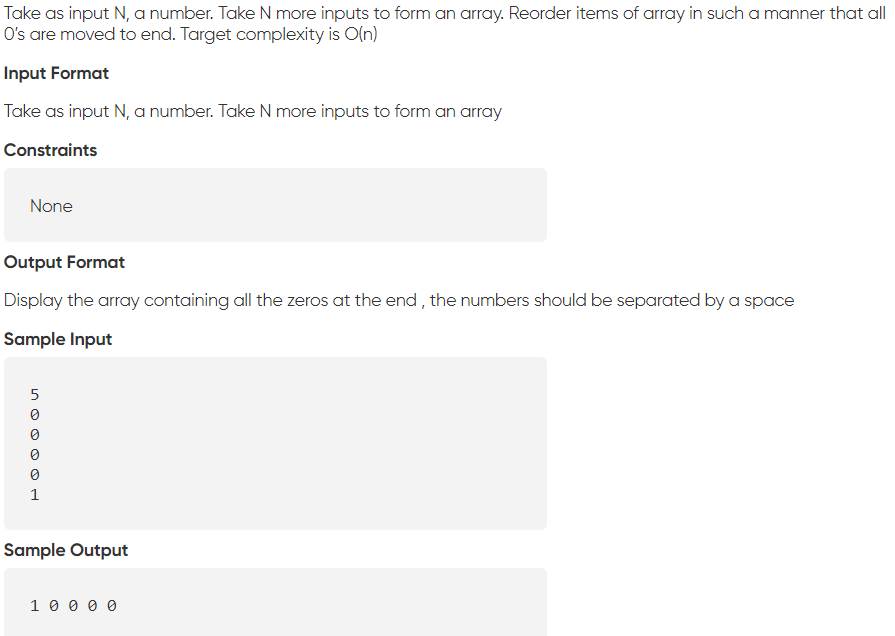 Take as input N, a number. Take N more inputs to form an array. Reorder items of array in such a manner that all
0's are moved to end. Target complexity is O(n)
Input Format
Take as input N, a number. Take N more inputs to form an array
Constraints
None
Output Format
Display the array containing all the zeros at the end , the numbers should be separated by a space
Sample Input
5
0
0
0
0
1
Sample Output
1 0 0 0 0